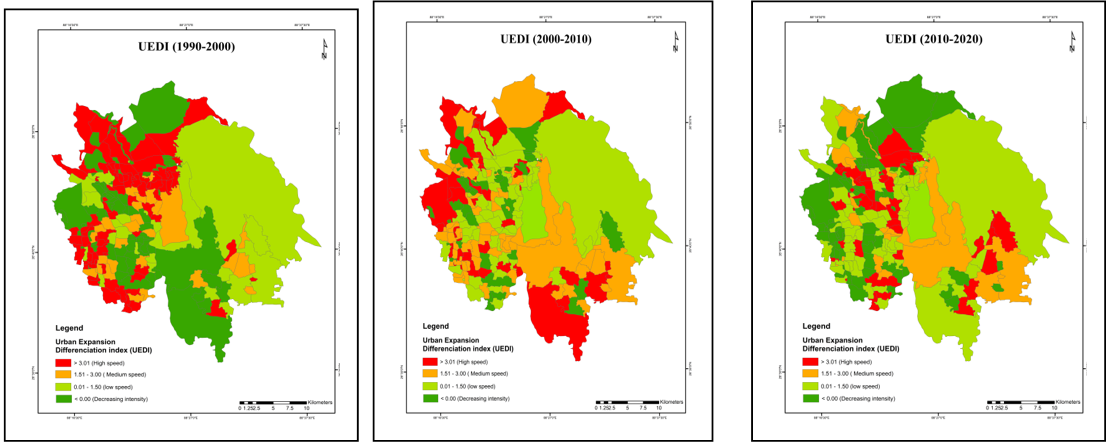 UEDI (1990-2000)
N
Legend
Urban Expansion
Differenciation index (UEDI)
> 3.01 (High speed)
1.51 - 3.00 ( Medium speed)
0.01 - 1.50 (low speed)
< 0.00 (Decreasing intensity)
Kilometers
0 1.252.5 5 7.5 10
UEDI (2000-2010)
N
Legend
Urban Expansion
Differenciation index (UEDI)
> 3.01 (High speed)
1.51 - 3.00 ( Medium speed)
0.01 - 1.50 (low speed)
< 0.00 (Decreasing intensity)
Kilometers
0 1.252.5 5 7.5 10
UEDI (2010-2020)
N
Legend
Urban Expansion
Differenciation index (UEDI)
> 3.01 (High speed)
1.51 - 3.00 ( Medium speed)
0.01 - 1.50 (low speed)
< 0.00 (Decreasing intensity)
Kilometers
0 1.252.5 5 7.5 10